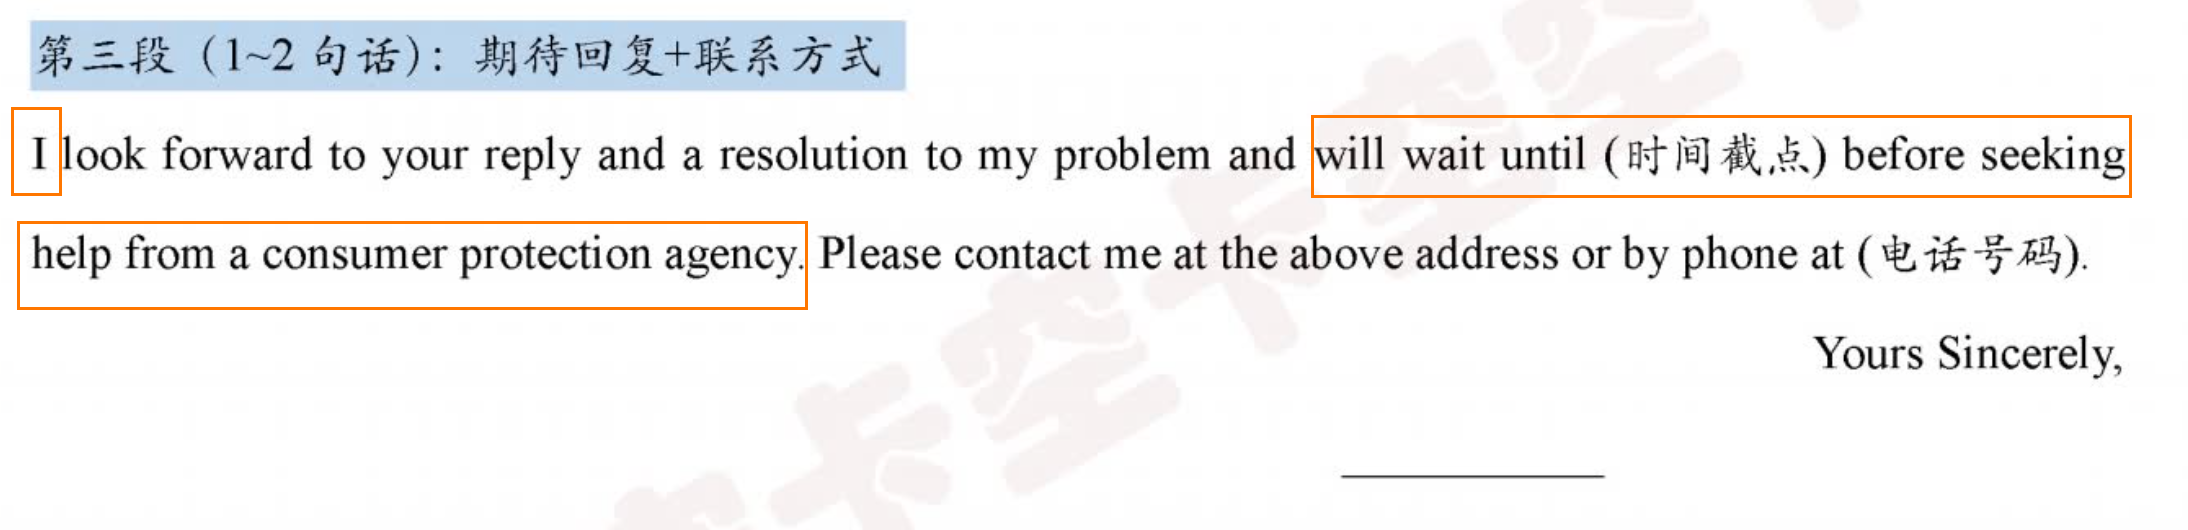 第三段（1~2 句话）：期待回复+联系方式
I look forward to your reply and a resolution to my problem and will wait until (时间截点) before seeking
help from a consumer protection agency. Please contact me at the above address or by phone at (电话号码).
Yours Sincerely,